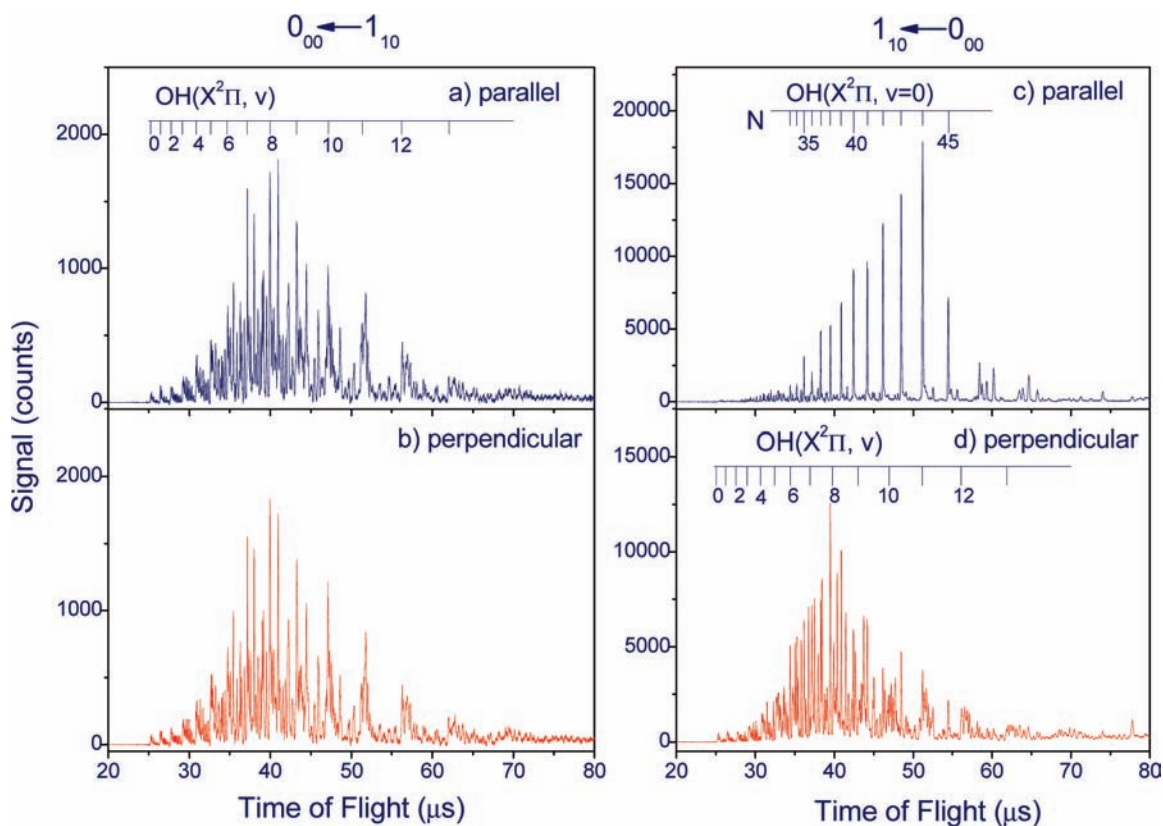 0₀₀ ← 1₁₀
1₁₀ ← 0₀₀
OH(X²Π, v)
a) parallel
0 2 4 6 8 10 12
2000
1000
0
b) perpendicular
2000
1000
0
20 30 40 50 60 70 80
Time of Flight (μs)
Signal (counts)
OH(X²Π, v=0)
c) parallel
N
35 40 45
20000
15000
10000
5000
0
OH(X²Π, v)
d) perpendicular
0 2 4 6 8 10 12
15000
10000
5000
0
20 30 40 50 60 70 80
Time of Flight (μs)